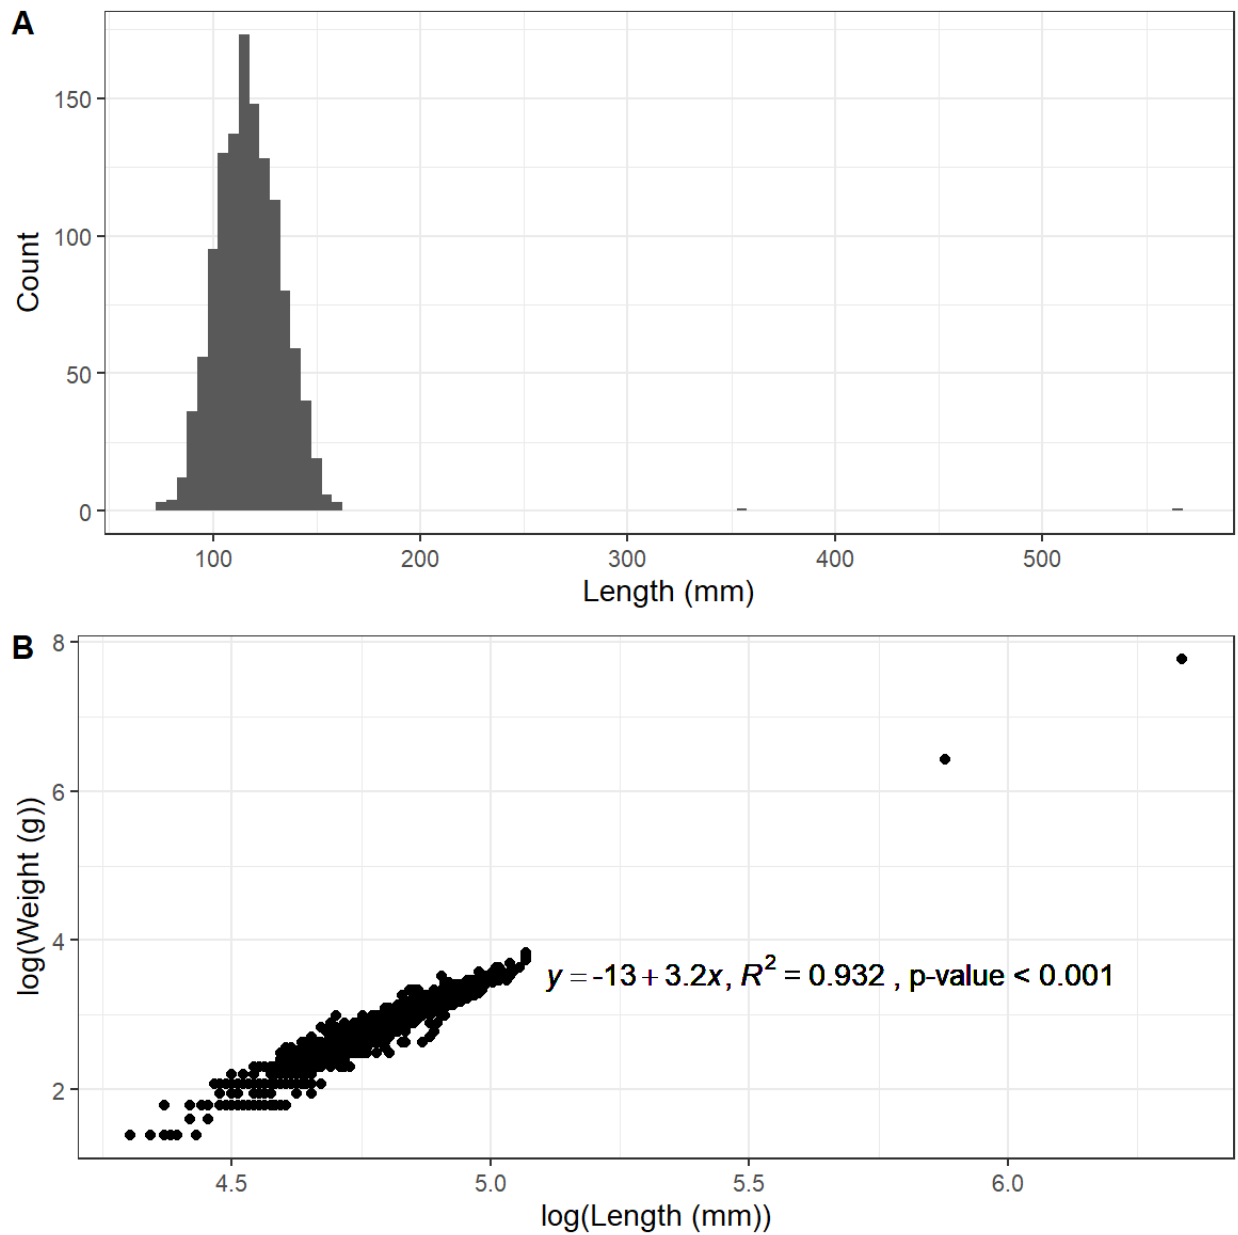 A
150
100
50
0
Count
100 200 300 400 500
Length (mm)
B
8
6
4
2
log(Weight (g))
y = -13 + 3.2x, R² = 0.932 , p-value < 0.001
4.5 5.0 5.5 6.0
log(Length (mm))